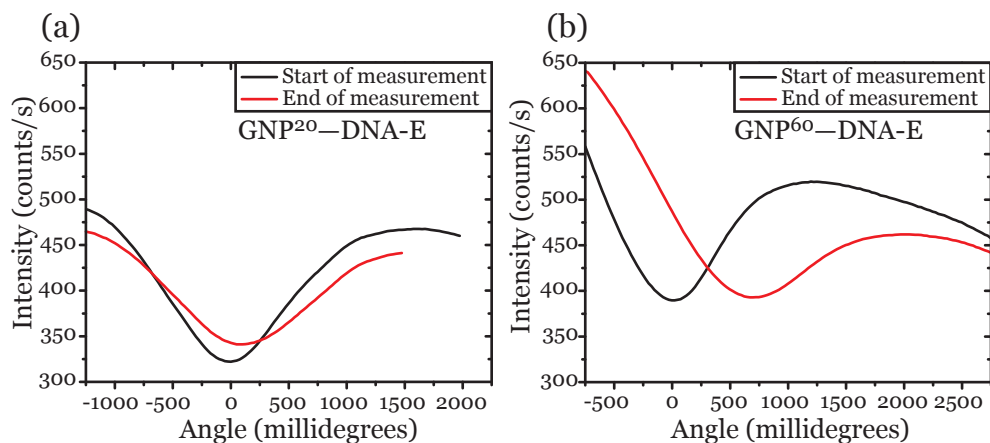 (a)
650
600
550
500
450
400
350
300
Intensity (counts/s)
Start of measurement
End of measurement
GNP²⁰—DNA-E
-1000 -500 0 500 1000 1500 2000
Angle (millidegrees)
(b)
650
600
550
500
450
400
350
300
Intensity (counts/s)
Start of measurement
End of measurement
GNP⁶⁰—DNA-E
-500 0 500 1000 1500 2000 2500
Angle (millidegrees)